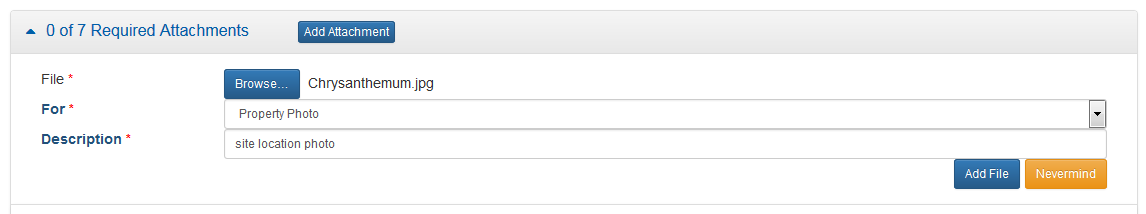 0 of 7 Required Attachments Add Attachment
File * Browse... Chrysanthemum.jpg
For * Property Photo
Description * site location photo
Add File Nevermind